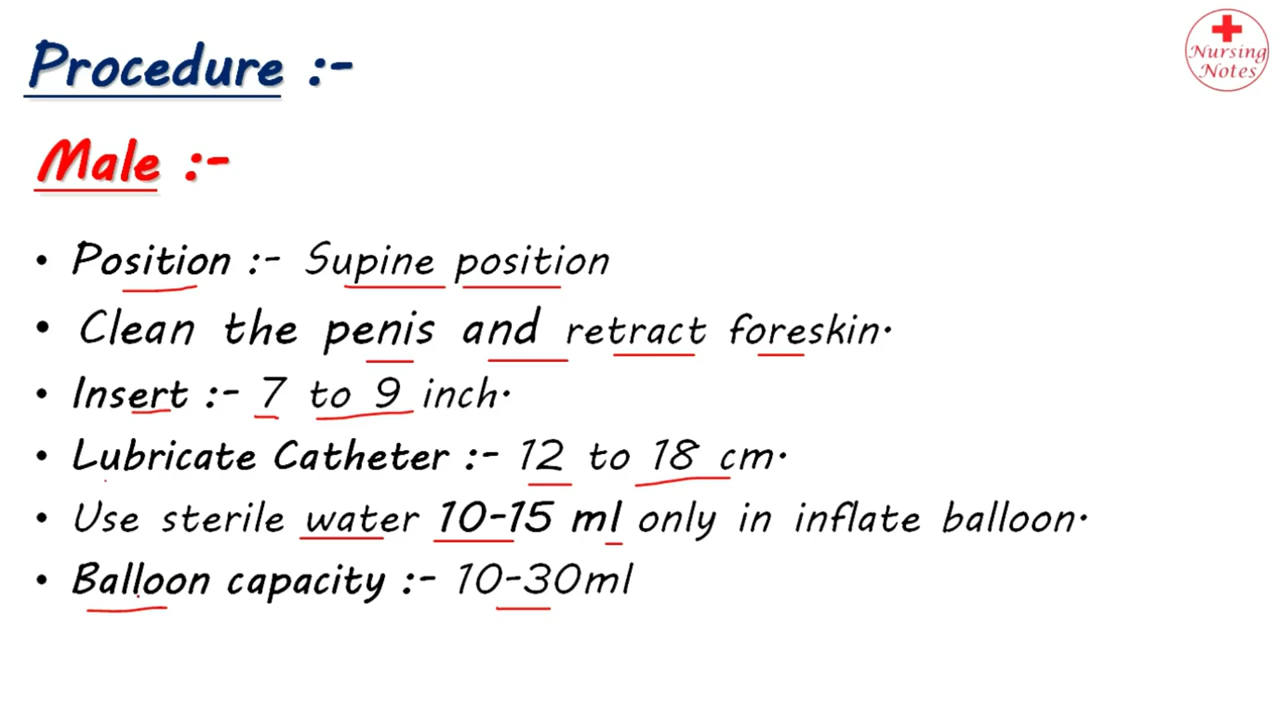 Nursing
Notes
Procedure :-
Male :-
• Position :- Supine position
• Clean the penis and retract foreskin.
• Insert :- 7 to 9 inch.
• Lubricate Catheter :- 12 to 18 cm.
• Use sterile water 10-15 ml only in inflate balloon.
• Balloon capacity :- 10-30ml